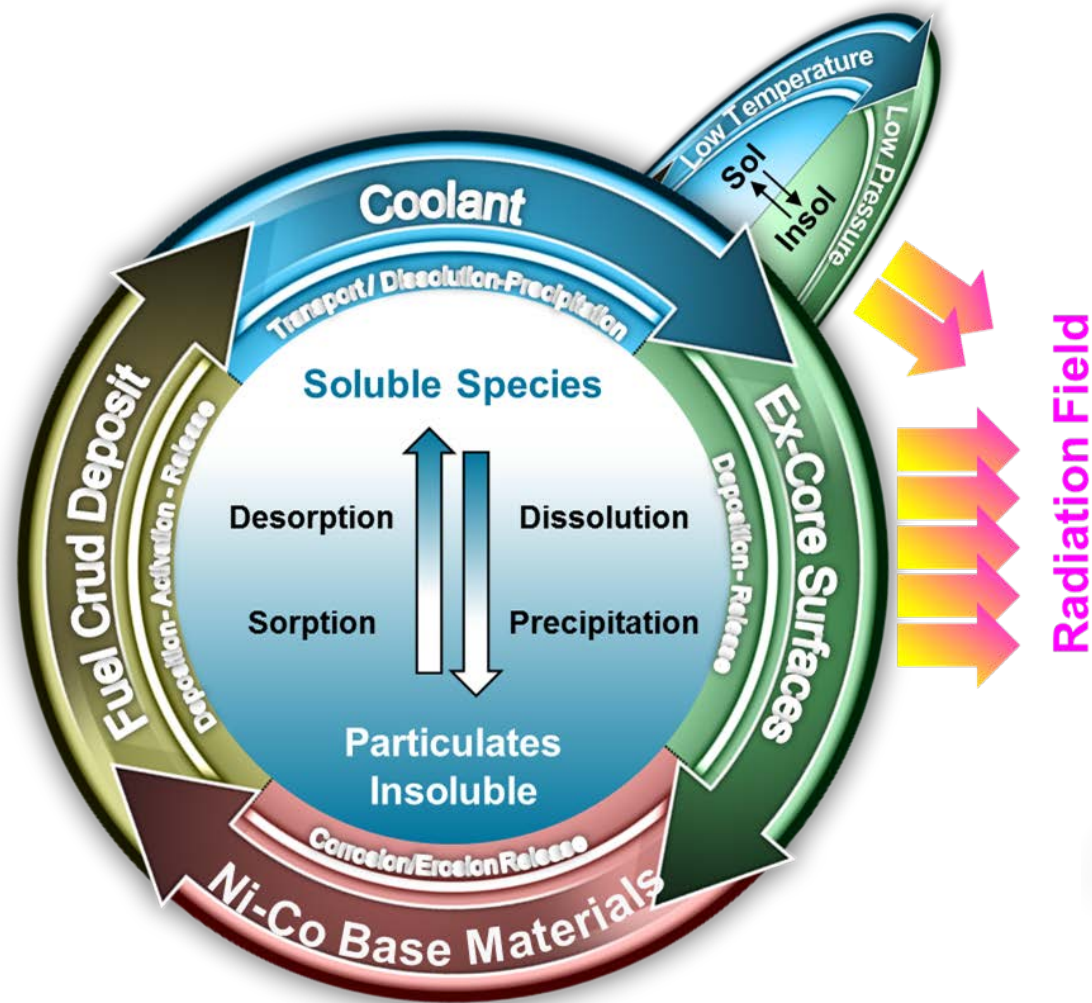 Low Temperature
Low Pressure
Sol
Insol
Coolant
Transport / Dissolution-Precipitation
Soluble Species
Desorption
Dissolution
Sorption
Precipitation
Particulates
Insoluble
Fuel Crud Deposit
Deposition - Activation - Release
Ex-Core Surfaces
Deposition - Release
Corrosion/Erosion Release
Ni-Co Base Materials
Radiation Field